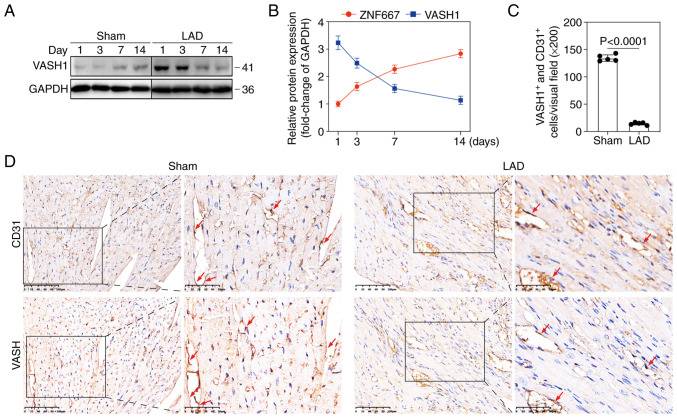 A
Sham LAD
Day 1 3 7 14 1 3 7 14
VASH1 41
GAPDH 36
B
ZNF667 VASH1
Relative protein expression
(fold-change of GAPDH)
4
3
2
1
0
1 3 7 14 (days)
C
VASH1+ and CD31+
cells/visual field (×200)
200
150
100
50
0
P<0.0001
Sham LAD
D
Sham LAD
CD31
VASH